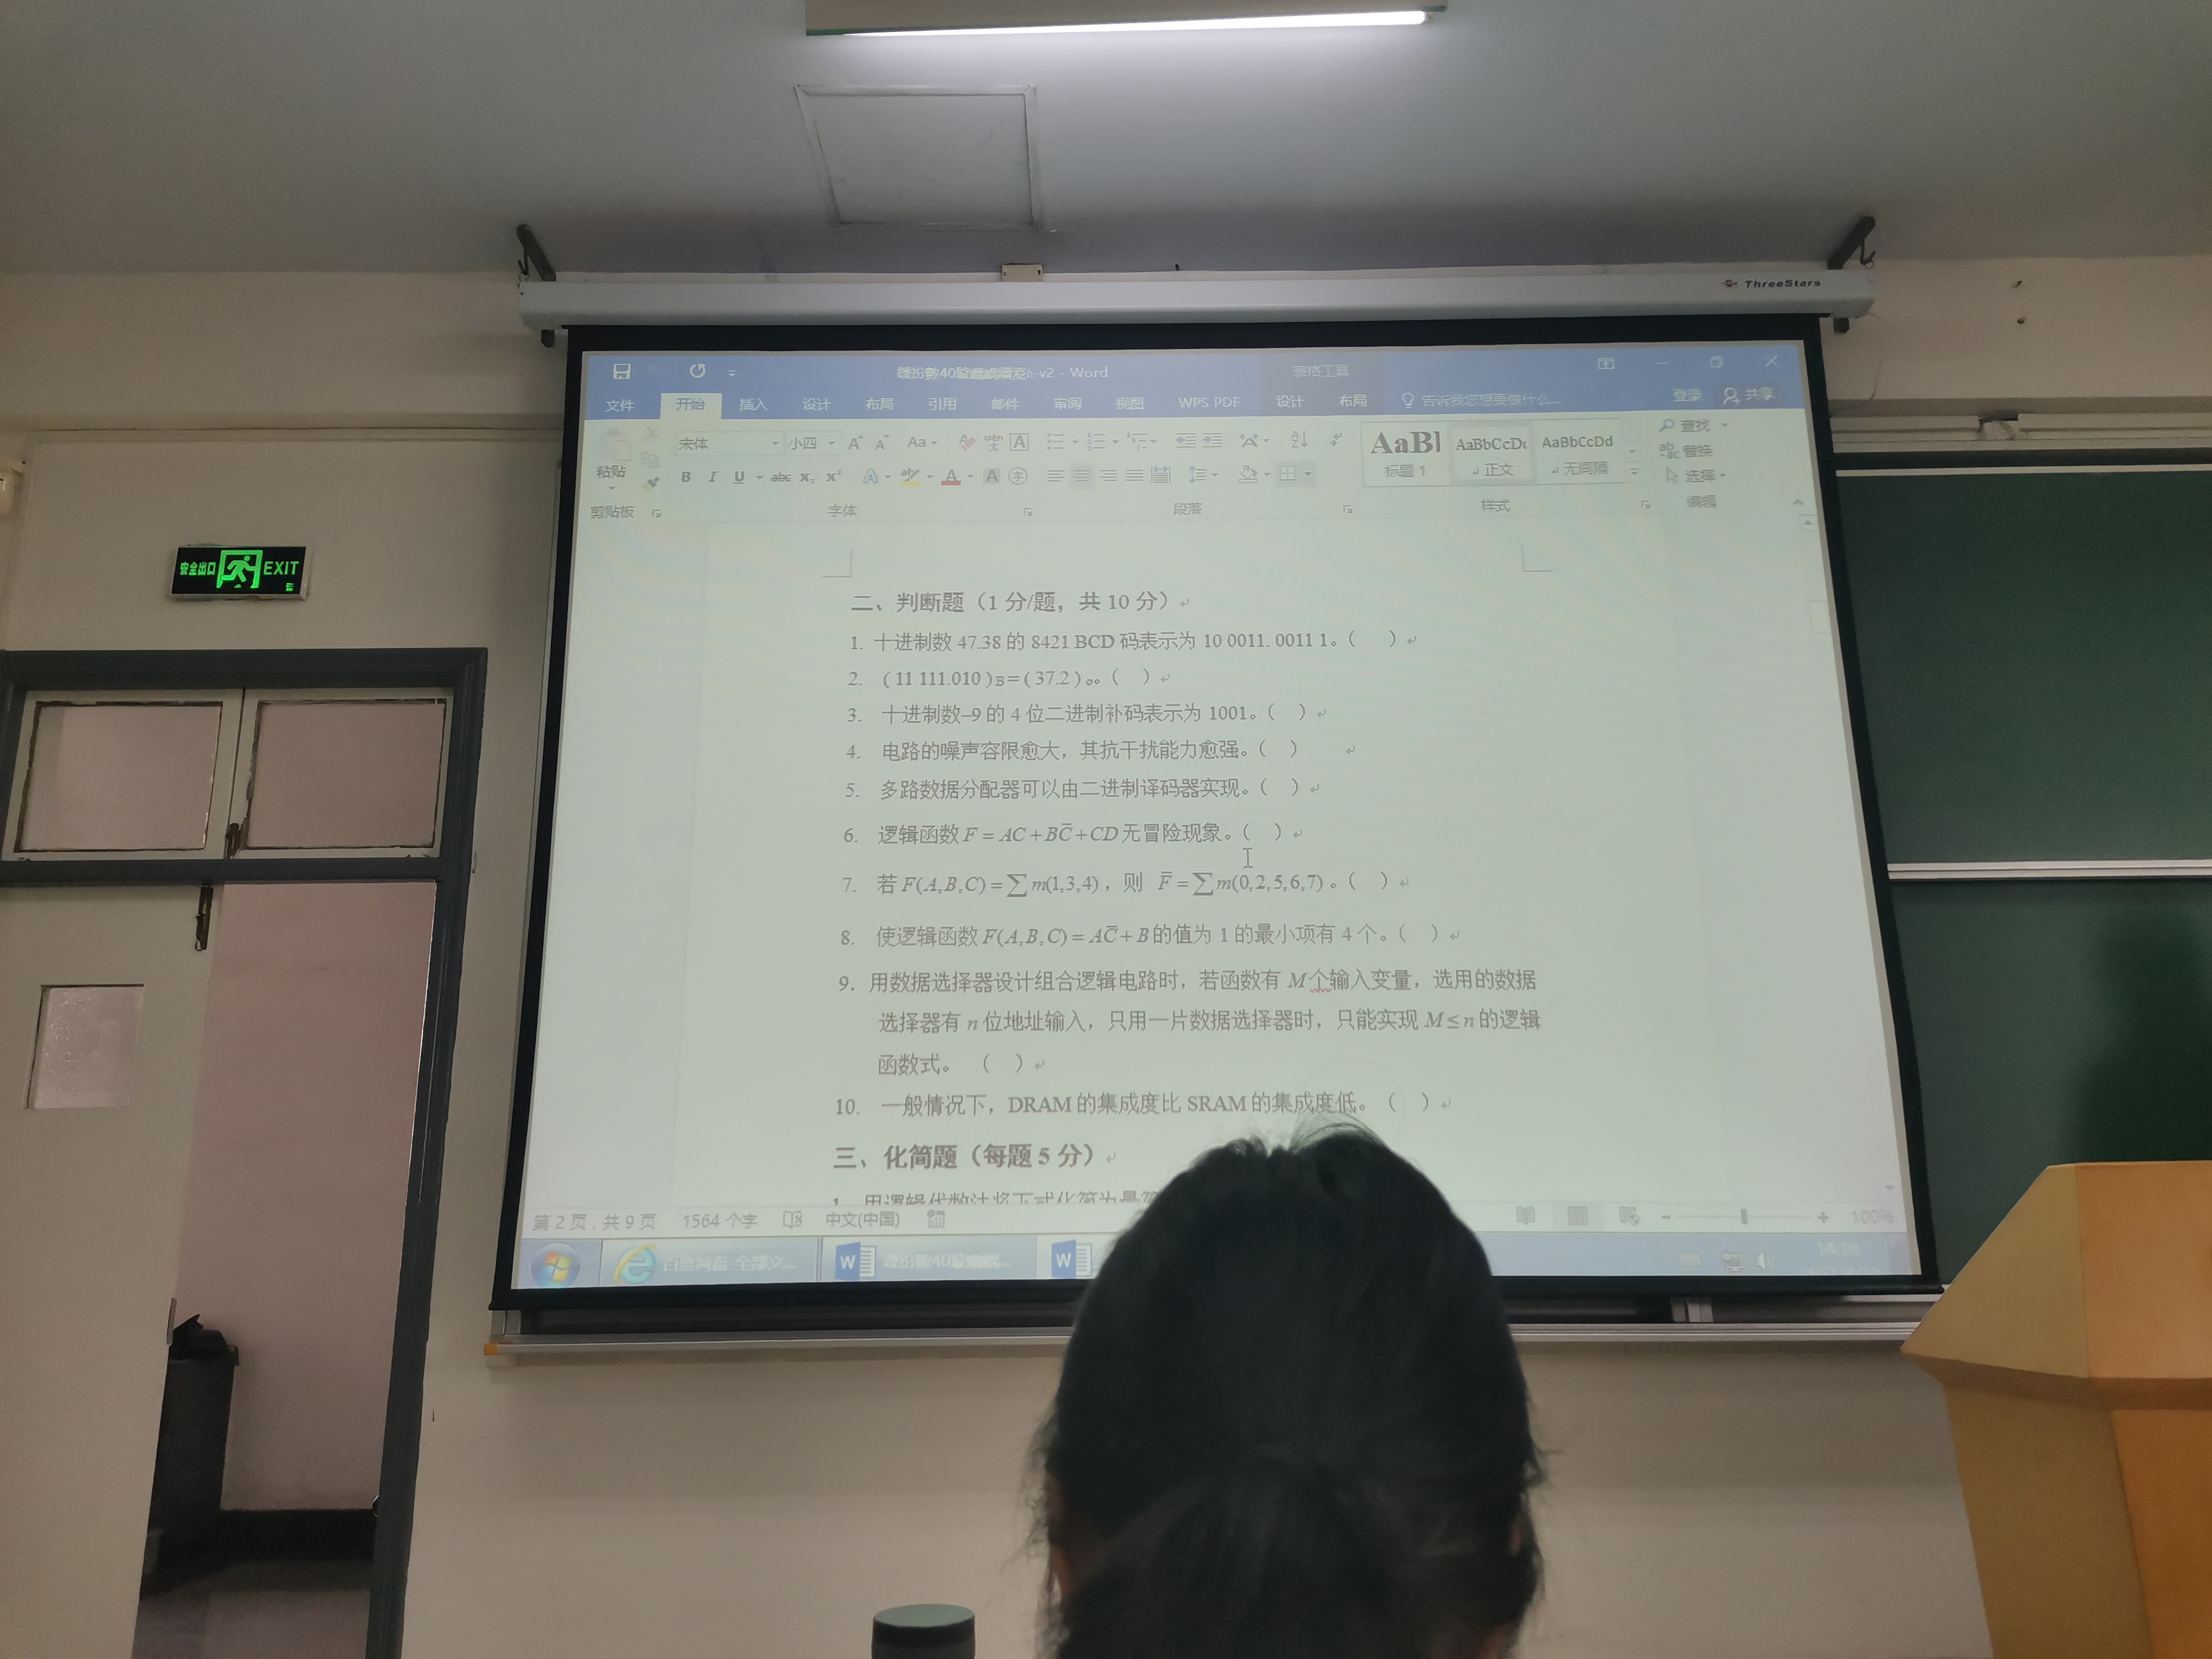 ThreeStars
v2 - Word
表格工具
文件 开始 插入 设计 布局 引用 邮件 审阅 视图 WPS PDF 设计 布局 告诉我您想要做什么... 登录 共享
宋体 小四 Aa 查找
粘贴 替换
B I U abc 选择
剪贴板 字体 段落 样式 编辑
AaBl AaBbCcDd AaBbCcDd
标题 1 正文 无间隔
安全出口 EXIT
二、判断题（1 分/题，共 10 分）
1. 十进制数 47.38 的 8421 BCD 码表示为 10 0011. 0011 1。（ ）
2. ( 11 111.010 )B = ( 37.2 )O。（ ）
3. 十进制数–9 的 4 位二进制补码表示为 1001。（ ）
4. 电路的噪声容限愈大，其抗干扰能力愈强。（ ）
5. 多路数据分配器可以由二进制译码器实现。（ ）
6. 逻辑函数 F = AC + BC̅ + CD 无冒险现象。（ ）
7. 若 F(A,B,C) = ∑m(1,3,4)，则 F̅ = ∑m(0,2,5,6,7)。（ ）
8. 使逻辑函数 F(A,B,C) = AC̅ + B 的值为 1 的最小项有 4 个。（ ）
9. 用数据选择器设计组合逻辑电路时，若函数有 M 个输入变量，选用的数据
选择器有 n 位地址输入，只用一片数据选择器时，只能实现 M ≤ n 的逻辑
函数式。（ ）
10. 一般情况下，DRAM 的集成度比 SRAM 的集成度低。（ ）
三、化简题（每题 5 分）
1. 用逻辑代数法将下式化简为最简
第 2 页，共 9 页 1564 个字 中文(中国) 100%
百度网盘-全部文...